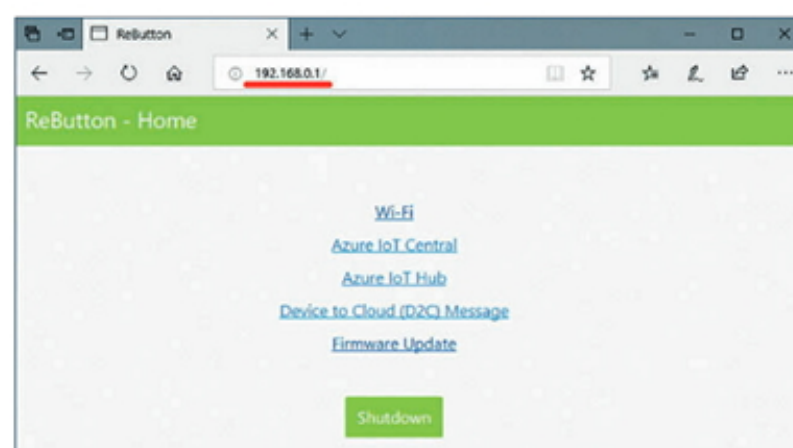 ReButton
192.168.0.1/
ReButton - Home
Wi-Fi
Azure IoT Central
Azure IoT Hub
Device to Cloud (D2C) Message
Firmware Update
Shutdown